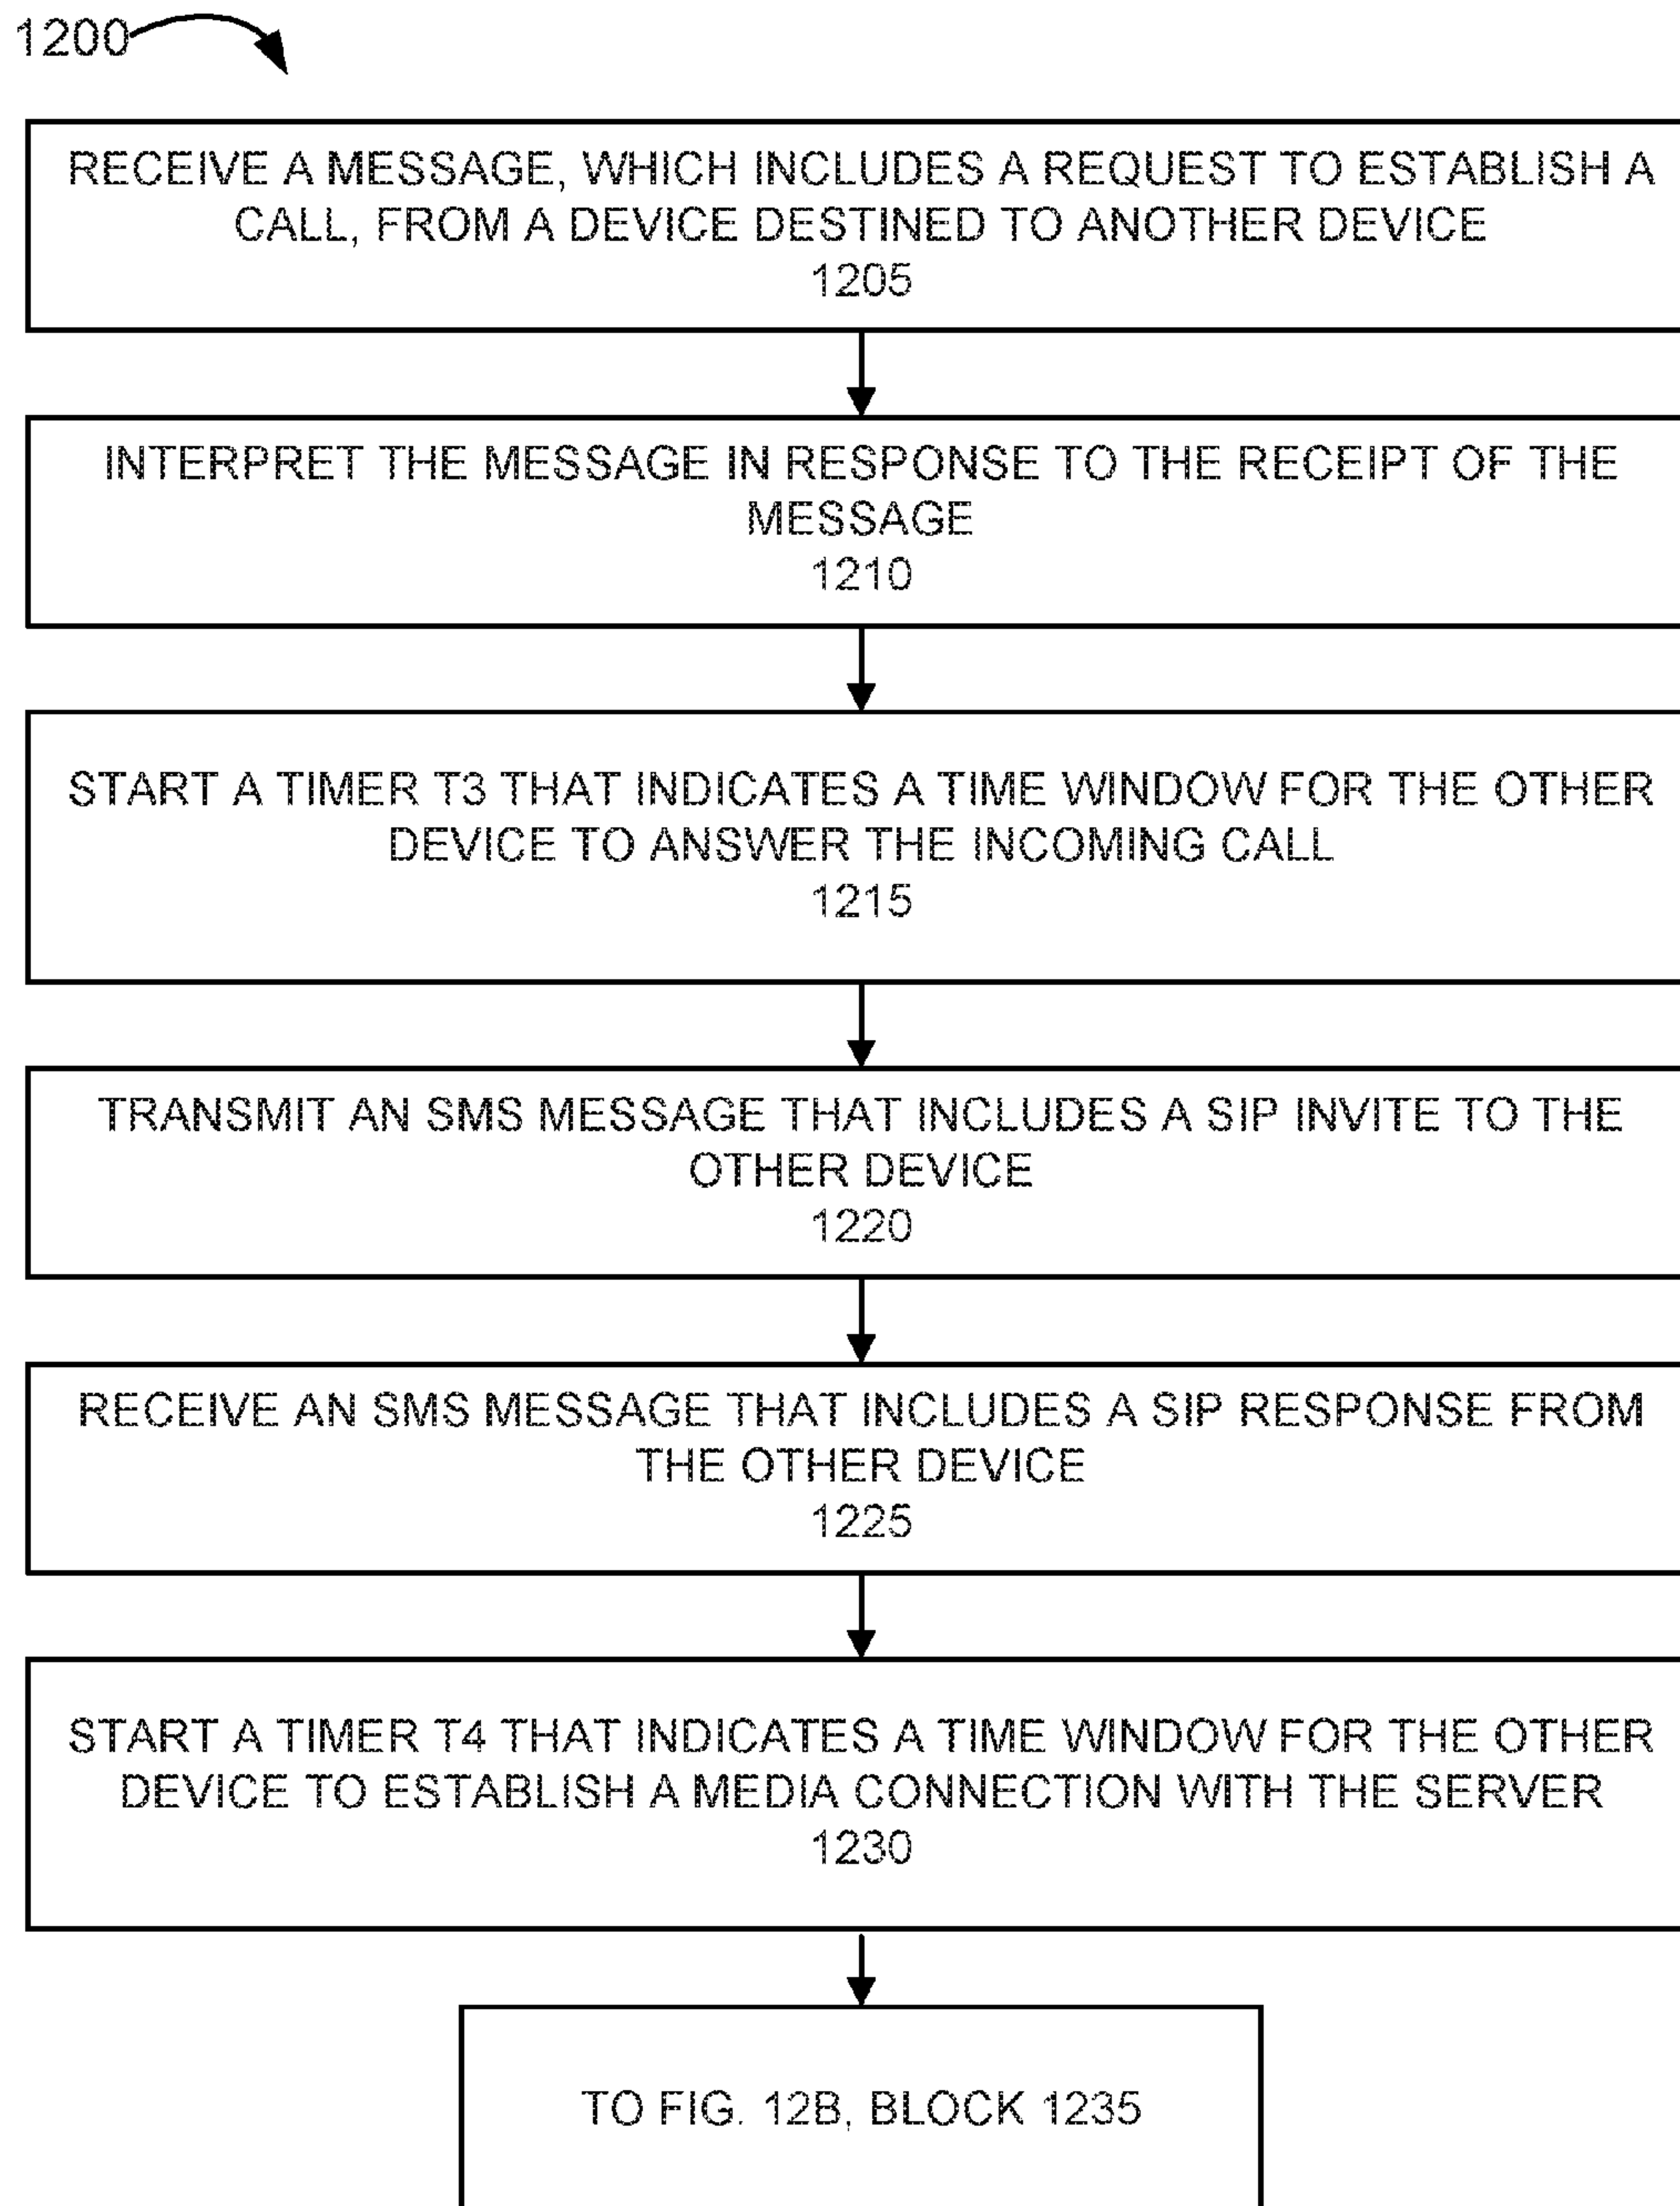 1200
RECEIVE A MESSAGE, WHICH INCLUDES A REQUEST TO ESTABLISH A
CALL, FROM A DEVICE DESTINED TO ANOTHER DEVICE
1205
INTERPRET THE MESSAGE IN RESPONSE TO THE RECEIPT OF THE
MESSAGE
1210
START A TIMER T3 THAT INDICATES A TIME WINDOW FOR THE OTHER
DEVICE TO ANSWER THE INCOMING CALL
1215
TRANSMIT AN SMS MESSAGE THAT INCLUDES A SIP INVITE TO THE
OTHER DEVICE
1220
RECEIVE AN SMS MESSAGE THAT INCLUDES A SIP RESPONSE FROM
THE OTHER DEVICE
1225
START A TIMER T4 THAT INDICATES A TIME WINDOW FOR THE OTHER
DEVICE TO ESTABLISH A MEDIA CONNECTION WITH THE SERVER
1230
TO FIG. 12B, BLOCK 1235